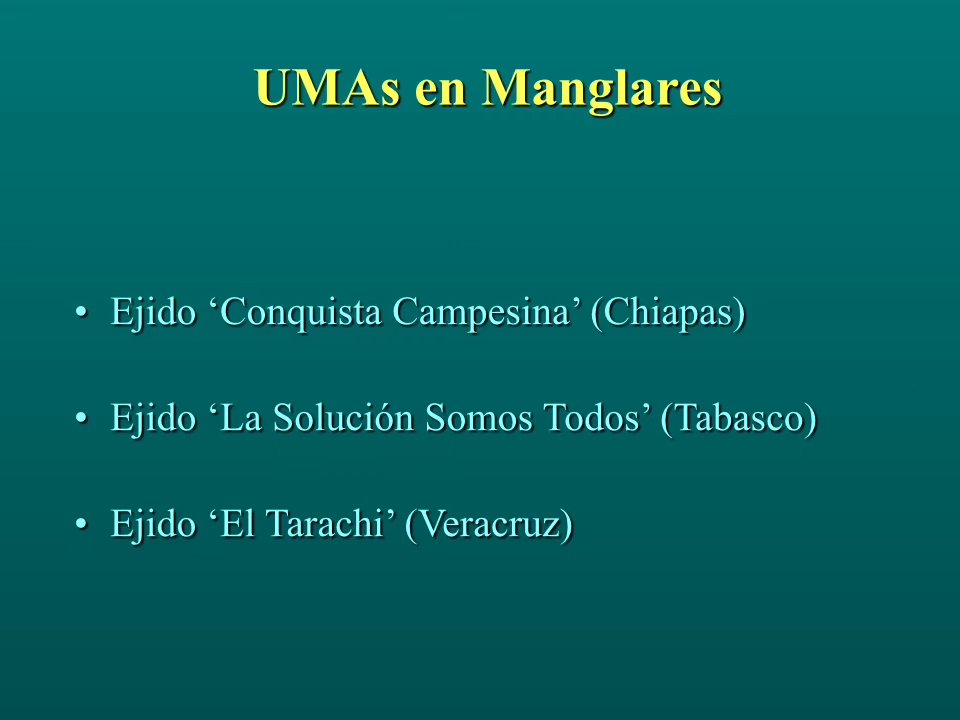 UMAs en Manglares
• Ejido ‘Conquista Campesina’ (Chiapas)
• Ejido ‘La Solución Somos Todos’ (Tabasco)
• Ejido ‘El Tarachi’ (Veracruz)